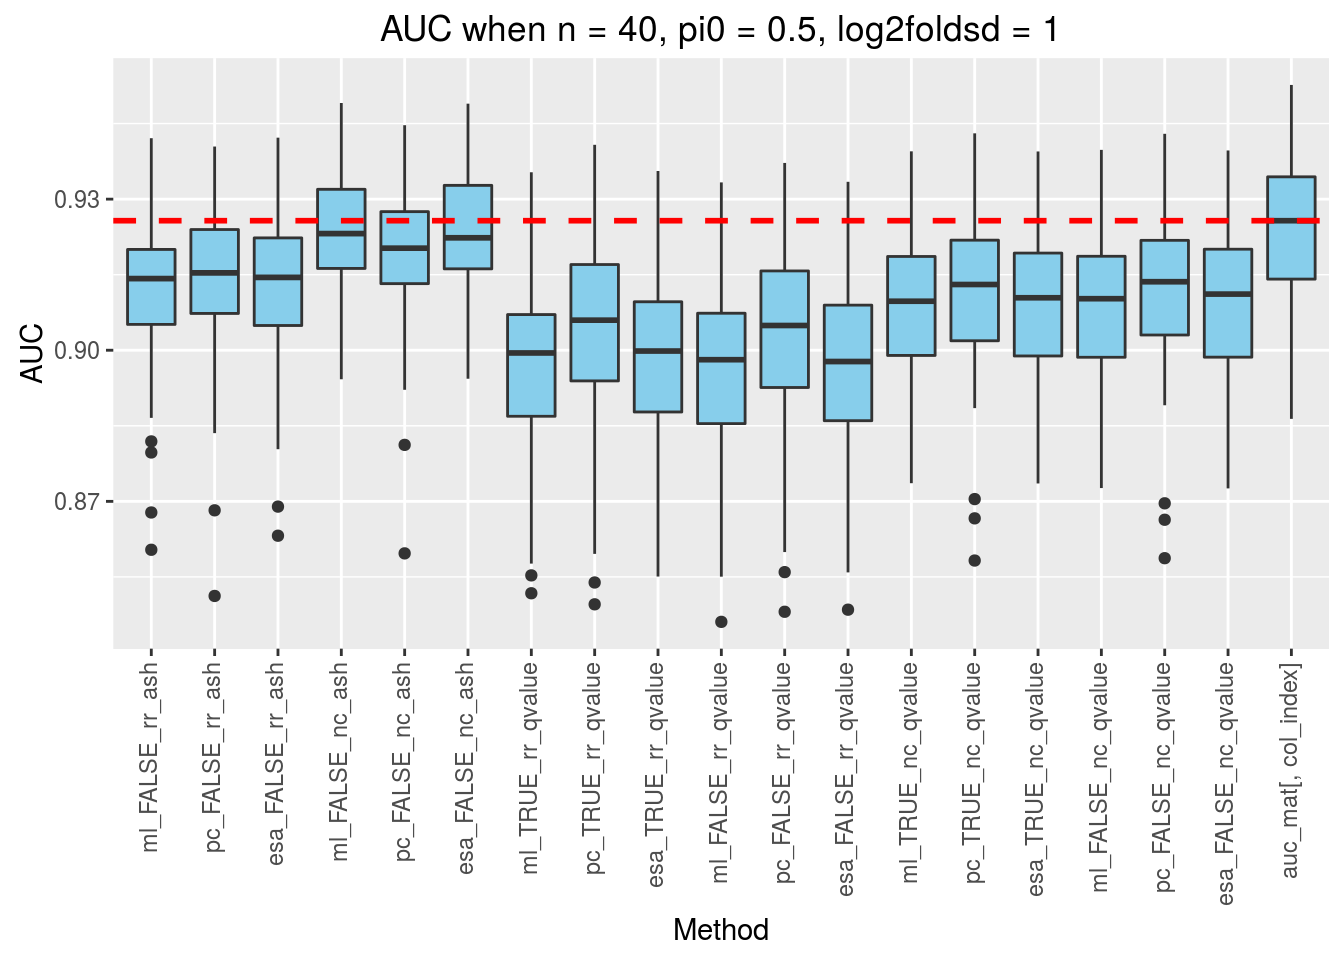 AUC when n = 40, pi0 = 0.5, log2foldsd = 1
AUC
0.93
0.90
0.87
ml_FALSE_rr_ash
pc_FALSE_rr_ash
esa_FALSE_rr_ash
ml_FALSE_nc_ash
pc_FALSE_nc_ash
esa_FALSE_nc_ash
ml_TRUE_rr_qvalue
pc_TRUE_rr_qvalue
esa_TRUE_rr_qvalue
ml_FALSE_rr_qvalue
pc_FALSE_rr_qvalue
esa_FALSE_rr_qvalue
ml_TRUE_nc_qvalue
pc_TRUE_nc_qvalue
esa_TRUE_nc_qvalue
ml_FALSE_nc_qvalue
pc_FALSE_nc_qvalue
esa_FALSE_nc_qvalue
auc_mat[, col_index]
Method